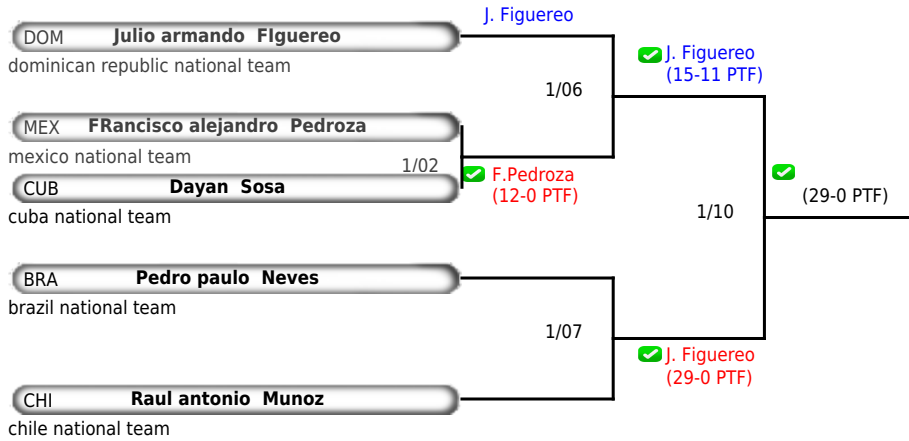 J. Figuereo
DOM Julio armando FIguereo
dominican republic national team
J. Figuereo
(15-11 PTF)
1/06
MEX FRancisco alejandro Pedroza
mexico national team
1/02
F.Pedroza
(12-0 PTF)
CUB Dayan Sosa
cuba national team
(29-0 PTF)
1/10
BRA Pedro paulo Neves
brazil national team
1/07
J. Figuereo
(29-0 PTF)
CHI Raul antonio Munoz
chile national team